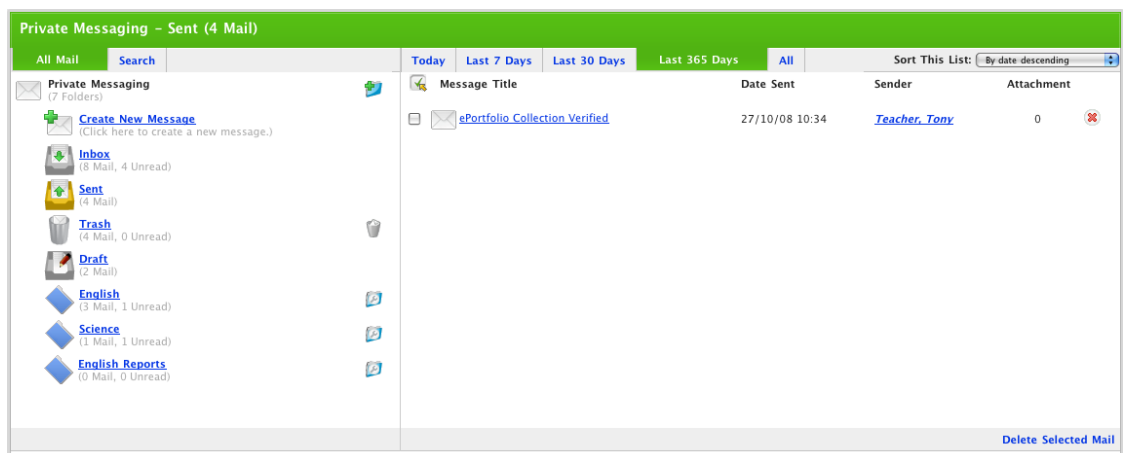 Private Messaging – Sent (4 Mail)
All Mail Search
Today Last 7 Days Last 30 Days Last 365 Days All Sort This List: By date descending
Private Messaging
(7 Folders)
Create New Message
(Click here to create a new message.)
Inbox
(8 Mail, 4 Unread)
Sent
(4 Mail)
Trash
(4 Mail, 0 Unread)
Draft
(2 Mail)
English
(3 Mail, 1 Unread)
Science
(1 Mail, 1 Unread)
English Reports
(0 Mail, 0 Unread)
Message Title Date Sent Sender Attachment
ePortfolio Collection Verified 27/10/08 10:34 Teacher, Tony 0
Delete Selected Mail